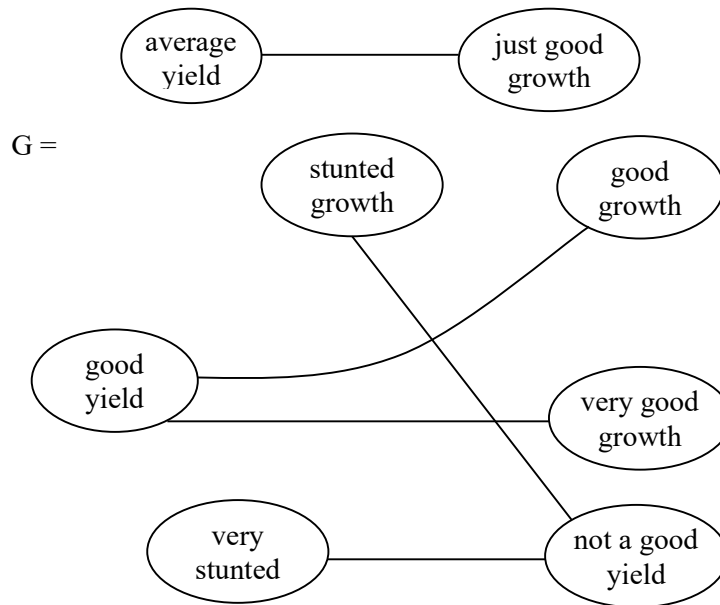 average
yield
just good
growth
G =
stunted
growth
good
growth
good
yield
very good
growth
very
stunted
not a good
yield